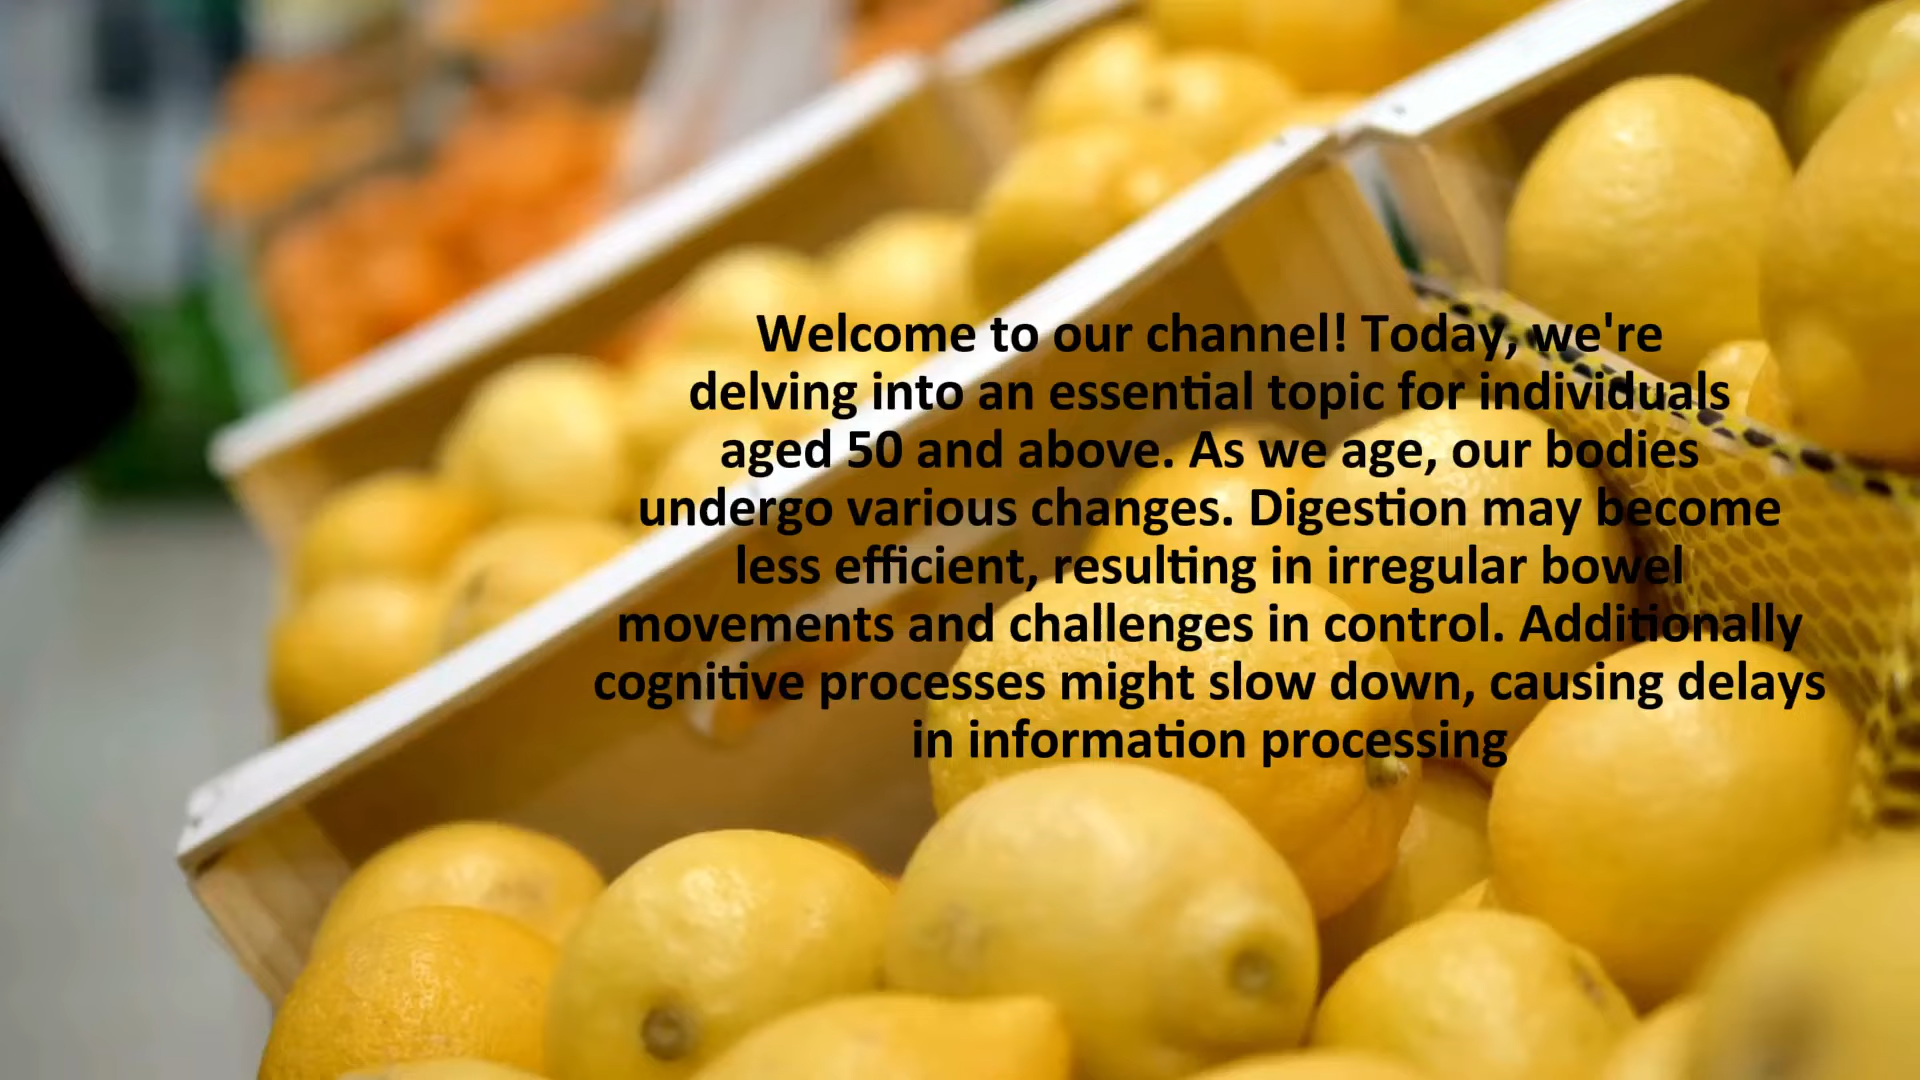 Welcome to our channel! Today, we're
delving into an essential topic for individuals
aged 50 and above. As we age, our bodies
undergo various changes. Digestion may become
less efficient, resulting in irregular bowel
movements and challenges in control. Additionally
cognitive processes might slow down, causing delays
in information processing